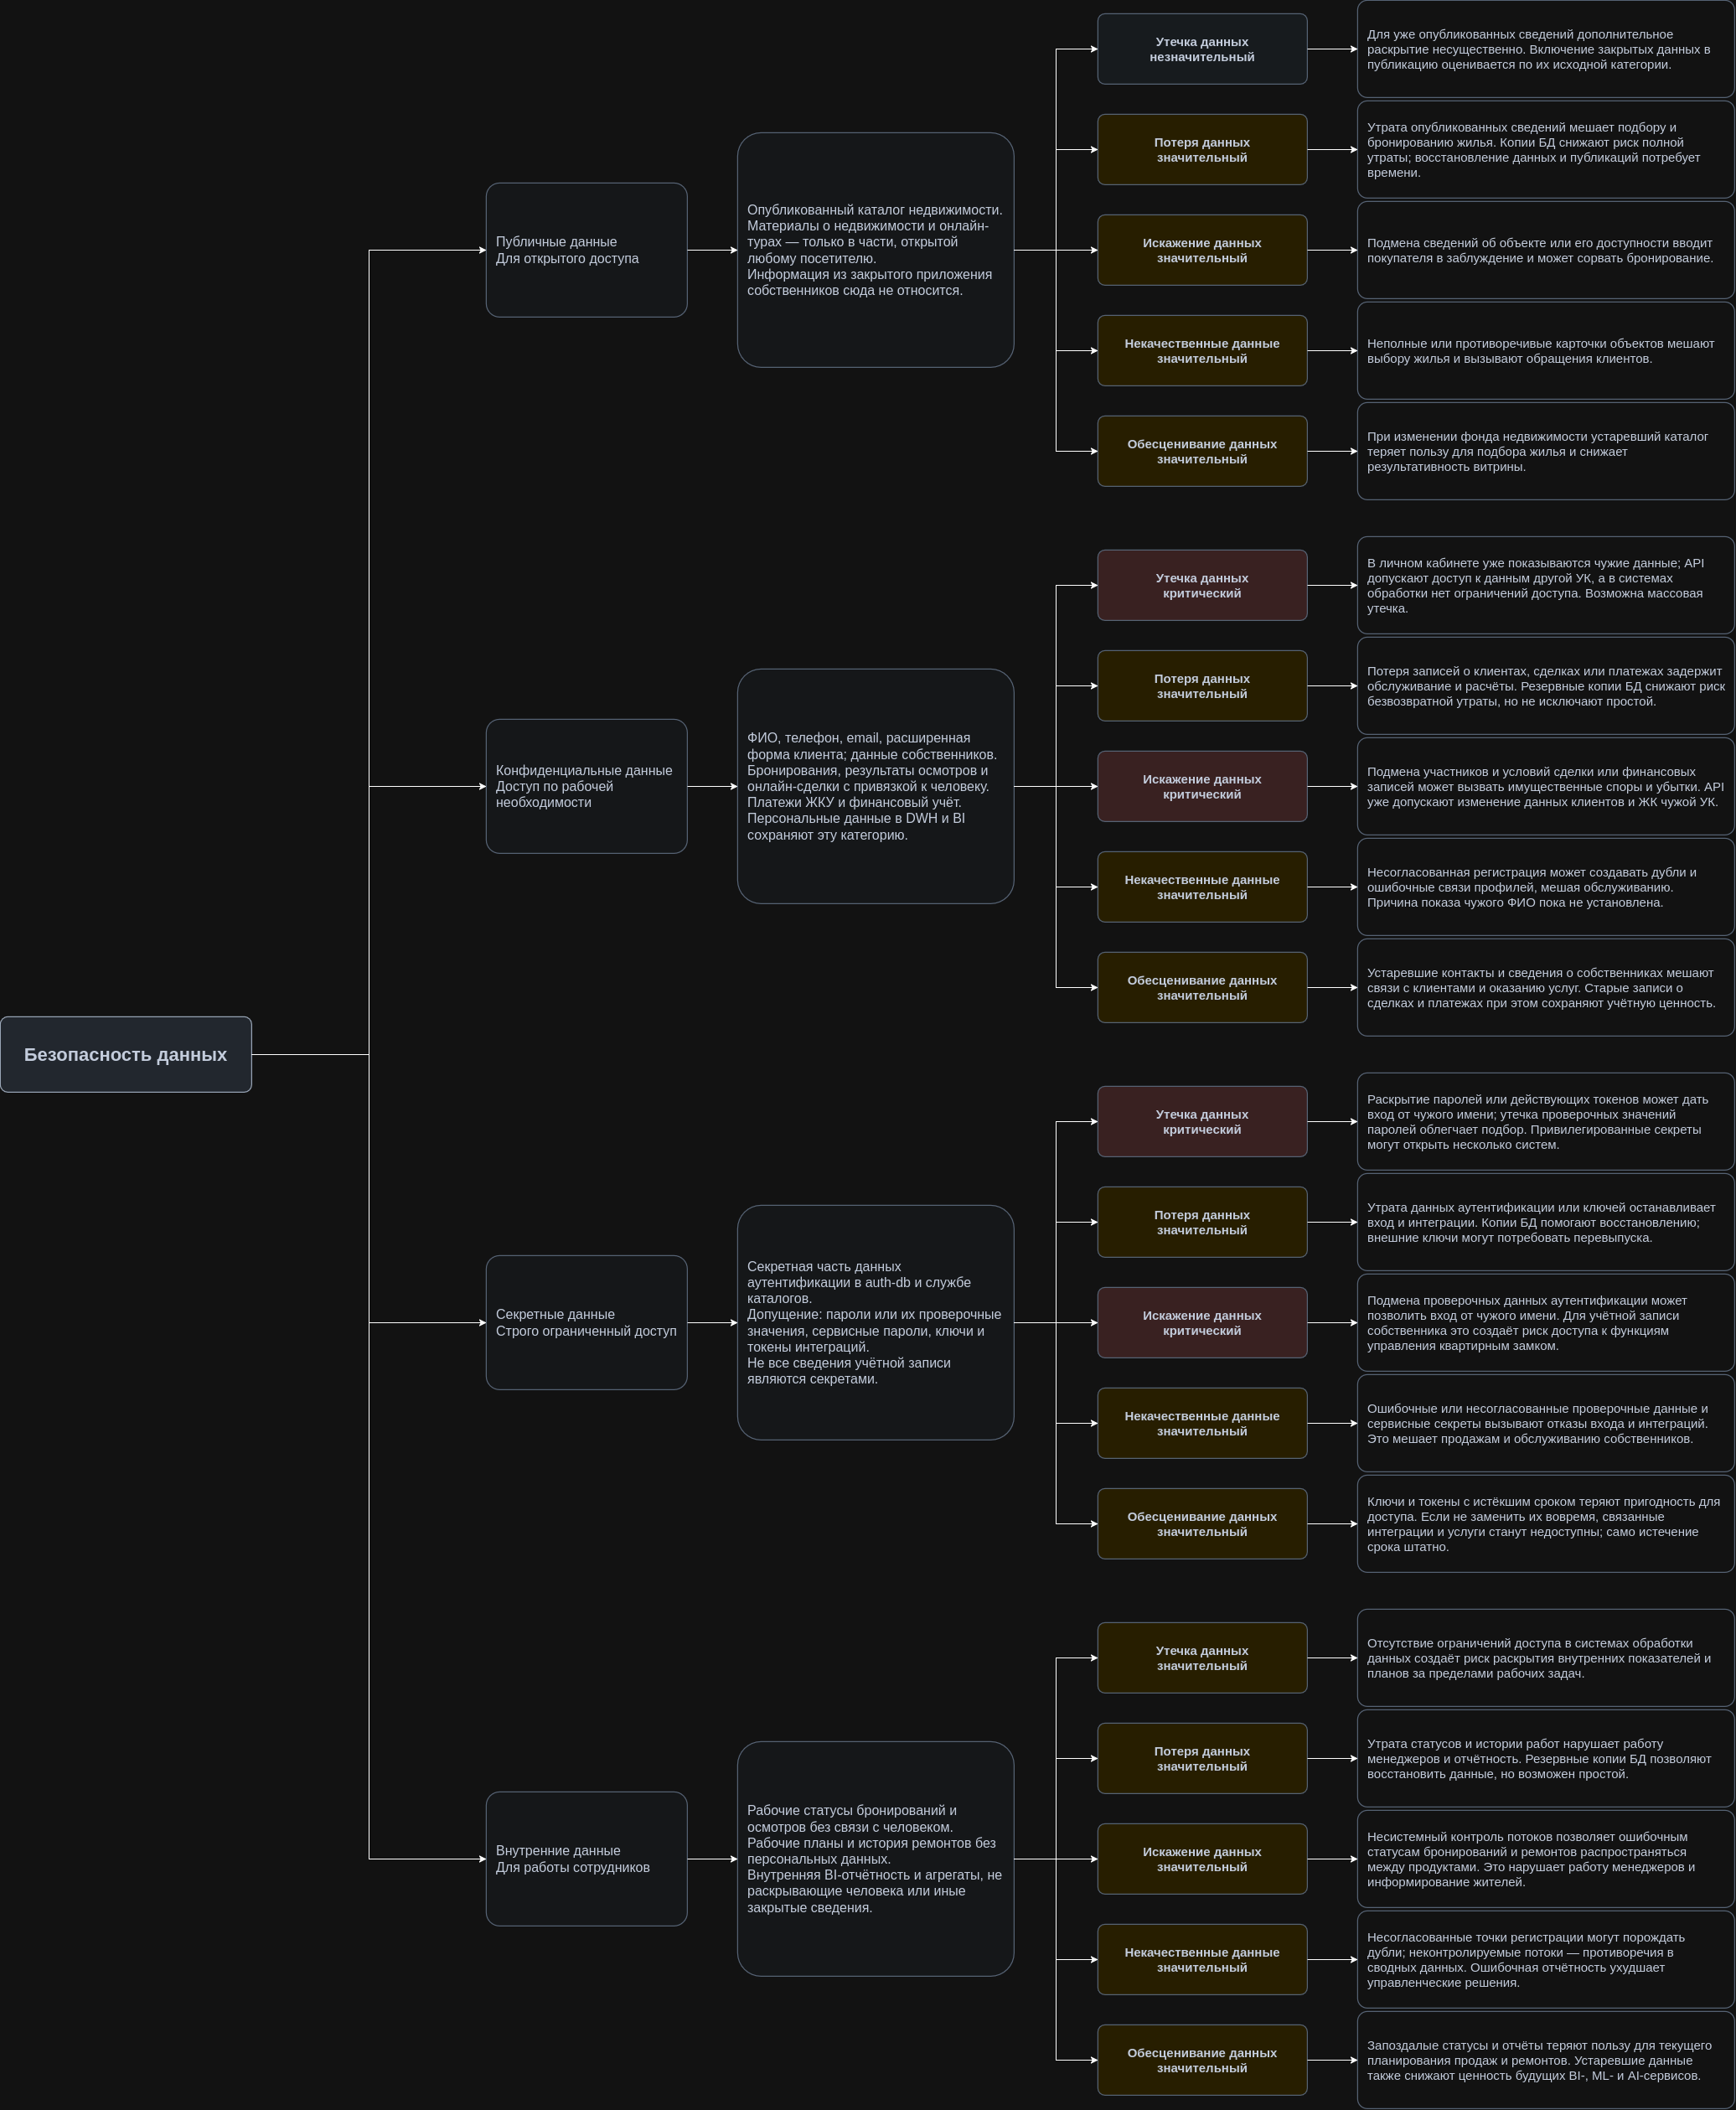 Безопасность данных
Публичные данные
Для открытого доступа
Опубликованный каталог недвижимости.
Материалы о недвижимости и онлайн-
турах — только в части, открытой
любому посетителю.
Информация из закрытого приложения
собственников сюда не относится.
Утечка данных
незначительный
Для уже опубликованных сведений дополнительное
раскрытие несущественно. Включение закрытых данных в
публикацию оценивается по их исходной категории.
Потеря данных
значительный
Утрата опубликованных сведений мешает подбору и
бронированию жилья. Копии БД снижают риск полной
утраты; восстановление данных и публикаций потребует
времени.
Искажение данных
значительный
Подмена сведений об объекте или его доступности вводит
покупателя в заблуждение и может сорвать бронирование.
Некачественные данные
значительный
Неполные или противоречивые карточки объектов мешают
выбору жилья и вызывают обращения клиентов.
Обесценивание данных
значительный
При изменении фонда недвижимости устаревший каталог
теряет пользу для подбора жилья и снижает
результативность витрины.
Конфиденциальные данные
Доступ по рабочей
необходимости
ФИО, телефон, email, расширенная
форма клиента; данные собственников.
Бронирования, результаты осмотров и
онлайн-сделки с привязкой к человеку.
Платежи ЖКУ и финансовый учёт.
Персональные данные в DWH и BI
сохраняют эту категорию.
Утечка данных
критический
В личном кабинете уже показываются чужие данные; API
допускают доступ к данным другой УК, а в системах
обработки нет ограничений доступа. Возможна массовая
утечка.
Потеря данных
значительный
Потеря записей о клиентах, сделках или платежах задержит
обслуживание и расчёты. Резервные копии БД снижают риск
безвозвратной утраты, но не исключают простой.
Искажение данных
критический
Подмена участников и условий сделки или финансовых
записей может вызвать имущественные споры и убытки. API
уже допускают изменение данных клиентов и ЖК чужой УК.
Некачественные данные
значительный
Несогласованная регистрация может создавать дубли и
ошибочные связи профилей, мешая обслуживанию.
Причина показа чужого ФИО пока не установлена.
Обесценивание данных
значительный
Устаревшие контакты и сведения о собственниках мешают
связи с клиентами и оказанию услуг. Старые записи о
сделках и платежах при этом сохраняют учётную ценность.
Секретные данные
Строго ограниченный доступ
Секретная часть данных
аутентификации в auth-db и службе
каталогов.
Допущение: пароли или их проверочные
значения, сервисные пароли, ключи и
токены интеграций.
Не все сведения учётной записи
являются секретами.
Утечка данных
критический
Раскрытие паролей или действующих токенов может дать
вход от чужого имени; утечка проверочных значений
паролей облегчает подбор. Привилегированные секреты
могут открыть несколько систем.
Потеря данных
значительный
Утрата данных аутентификации или ключей останавливает
вход и интеграции. Копии БД помогают восстановлению;
внешние ключи могут потребовать перевыпуска.
Искажение данных
критический
Подмена проверочных данных аутентификации может
позволить вход от чужого имени. Для учётной записи
собственника это создаёт риск доступа к функциям
управления квартирным замком.
Некачественные данные
значительный
Ошибочные или несогласованные проверочные данные и
сервисные секреты вызывают отказы входа и интеграций.
Это мешает продажам и обслуживанию собственников.
Обесценивание данных
значительный
Ключи и токены с истёкшим сроком теряют пригодность для
доступа. Если не заменить их вовремя, связанные
интеграции и услуги станут недоступны; само истечение
срока штатно.
Внутренние данные
Для работы сотрудников
Рабочие статусы бронирований и
осмотров без связи с человеком.
Рабочие планы и история ремонтов без
персональных данных.
Внутренняя BI-отчётность и агрегаты, не
раскрывающие человека или иные
закрытые сведения.
Утечка данных
значительный
Отсутствие ограничений доступа в системах обработки
данных создаёт риск раскрытия внутренних показателей и
планов за пределами рабочих задач.
Потеря данных
значительный
Утрата статусов и истории работ нарушает работу
менеджеров и отчётность. Резервные копии БД позволяют
восстановить данные, но возможен простой.
Искажение данных
значительный
Несистемный контроль потоков позволяет ошибочным
статусам бронирований и ремонтов распространяться
между продуктами. Это нарушает работу менеджеров и
информирование жителей.
Некачественные данные
значительный
Несогласованные точки регистрации могут порождать
дубли; неконтролируемые потоки — противоречия в
сводных данных. Ошибочная отчётность ухудшает
управленческие решения.
Обесценивание данных
значительный
Запоздалые статусы и отчёты теряют пользу для текущего
планирования продаж и ремонтов. Устаревшие данные
также снижают ценность будущих BI-, ML- и AI-сервисов.